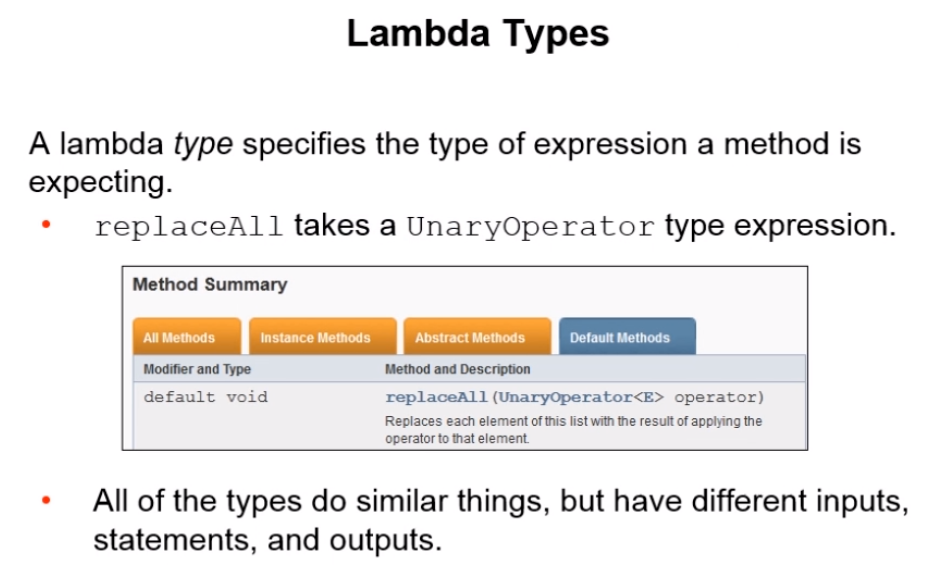 Lambda Types
A lambda type specifies the type of expression a method is
expecting.
• replaceAll takes a UnaryOperator type expression.
Method Summary
All Methods Instance Methods Abstract Methods Default Methods
Modifier and Type Method and Description
default void replaceAll(UnaryOperator<E> operator)
Replaces each element of this list with the result of applying the
operator to that element.
• All of the types do similar things, but have different inputs,
statements, and outputs.